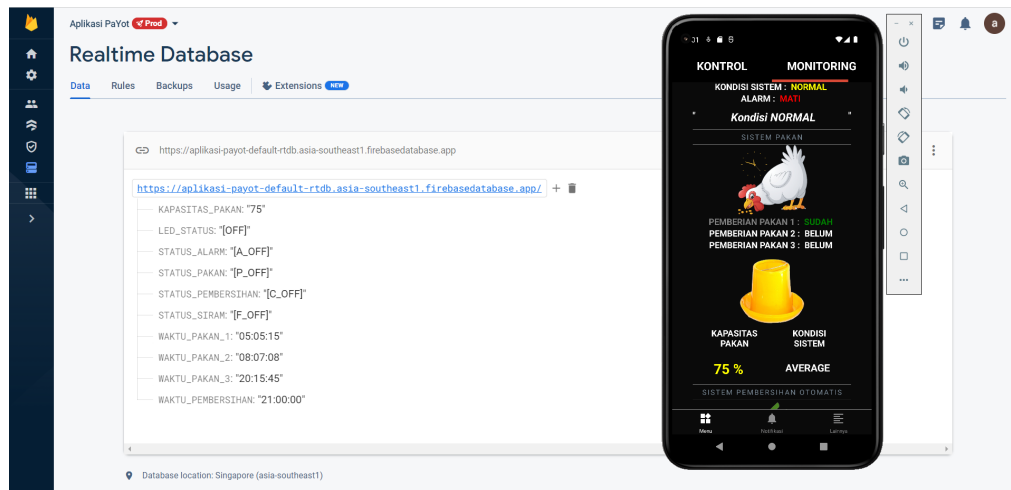 Aplikasi PaYot Prod
Realtime Database
Data Rules Backups Usage Extensions NEW
https://aplikasi-payot-default-rtdb.asia-southeast1.firebasedatabase.app
https://aplikasi-payot-default-rtdb.asia-southeast1.firebasedatabase.app/
KAPASITAS_PAKAN: "75"
LED_STATUS: "[OFF]"
STATUS_ALARM: "[A_OFF]"
STATUS_PAKAN: "[P_OFF]"
STATUS_PEMBERSIHAN: "[C_OFF]"
STATUS_SIRAM: "[F_OFF]"
WAKTU_PAKAN_1: "05:05:15"
WAKTU_PAKAN_2: "08:07:08"
WAKTU_PAKAN_3: "20:15:45"
WAKTU_PEMBERSIHAN: "21:00:00"
Database location: Singapore (asia-southeast1)
KONTROL MONITORING
KONDISI SISTEM : NORMAL
ALARM : MATI
" Kondisi NORMAL "
SISTEM PAKAN
PEMBERIAN PAKAN 1 : SUDAH
PEMBERIAN PAKAN 2 : BELUM
PEMBERIAN PAKAN 3 : BELUM
KAPASITAS KONDISI
PAKAN SISTEM
75 % AVERAGE
SISTEM PEMBERSIHAN OTOMATIS
Menu Notifikasi Lainnya
a